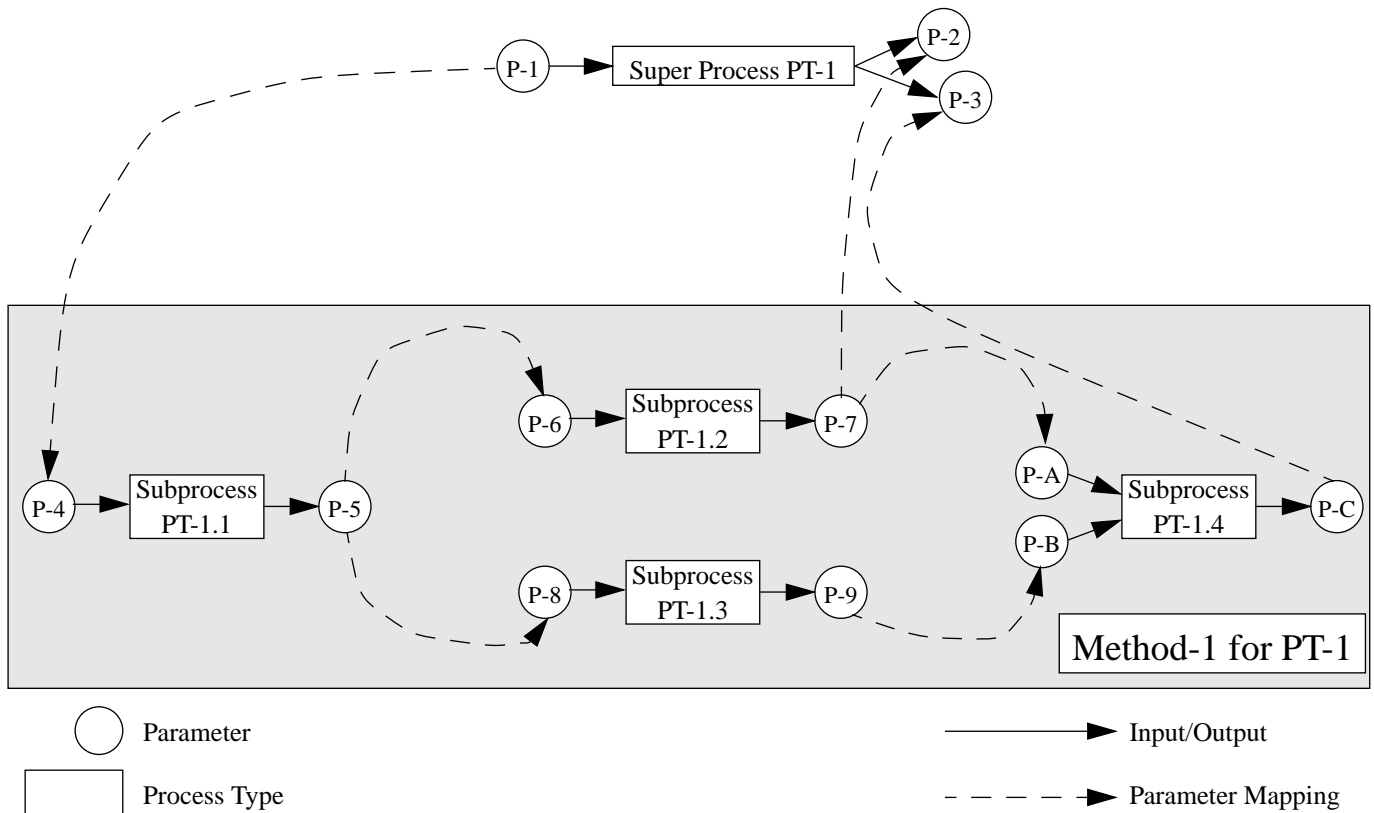 P-2
P-1
Super Process PT-1
P-3
Subprocess
PT-1.2
P-6
P-7
P-A
Subprocess
PT-1.1
P-4
P-5
Subprocess
PT-1.4
P-C
P-B
Subprocess
PT-1.3
P-8
P-9
Method-1 for PT-1
Parameter
Input/Output
Process Type
Parameter Mapping